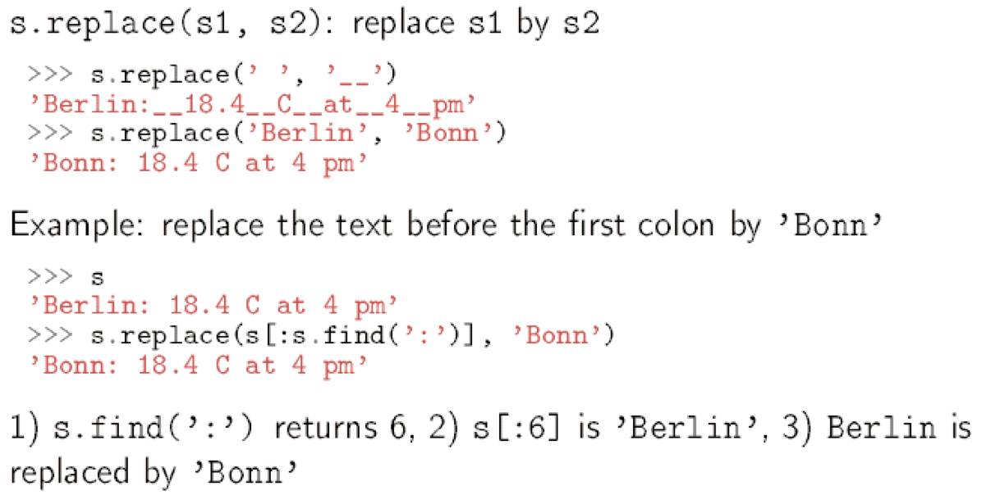 s.replace(s1, s2): replace s1 by s2
>>> s.replace(’ ’, ’__’)
’Berlin:__18.4__C__at__4__pm’
>>> s.replace(’Berlin’, ’Bonn’)
’Bonn: 18.4 C at 4 pm’
Example: replace the text before the first colon by ’Bonn’
>>> s
’Berlin: 18.4 C at 4 pm’
>>> s.replace(s[:s.find(’:’)], ’Bonn’)
’Bonn: 18.4 C at 4 pm’
1) s.find(’:’) returns 6, 2) s[:6] is ’Berlin’, 3) Berlin is
replaced by ’Bonn’